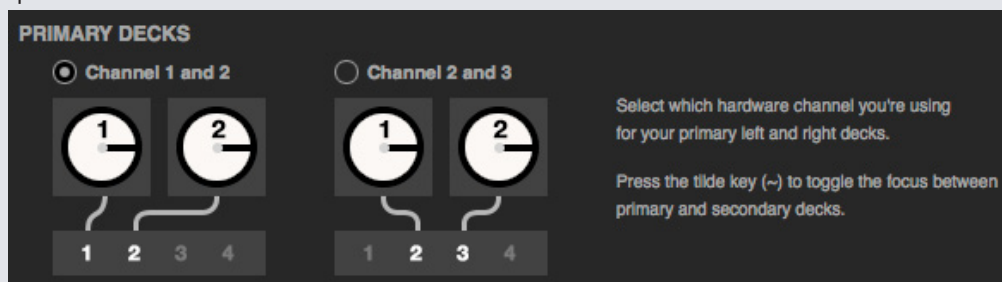 PRIMARY DECKS
Channel 1 and 2
Channel 2 and 3
1 2
1 2
1 2 3 4
1 2 3 4
Select which hardware channel you're using
for your primary left and right decks.
Press the tilde key (~) to toggle the focus between
primary and secondary decks.